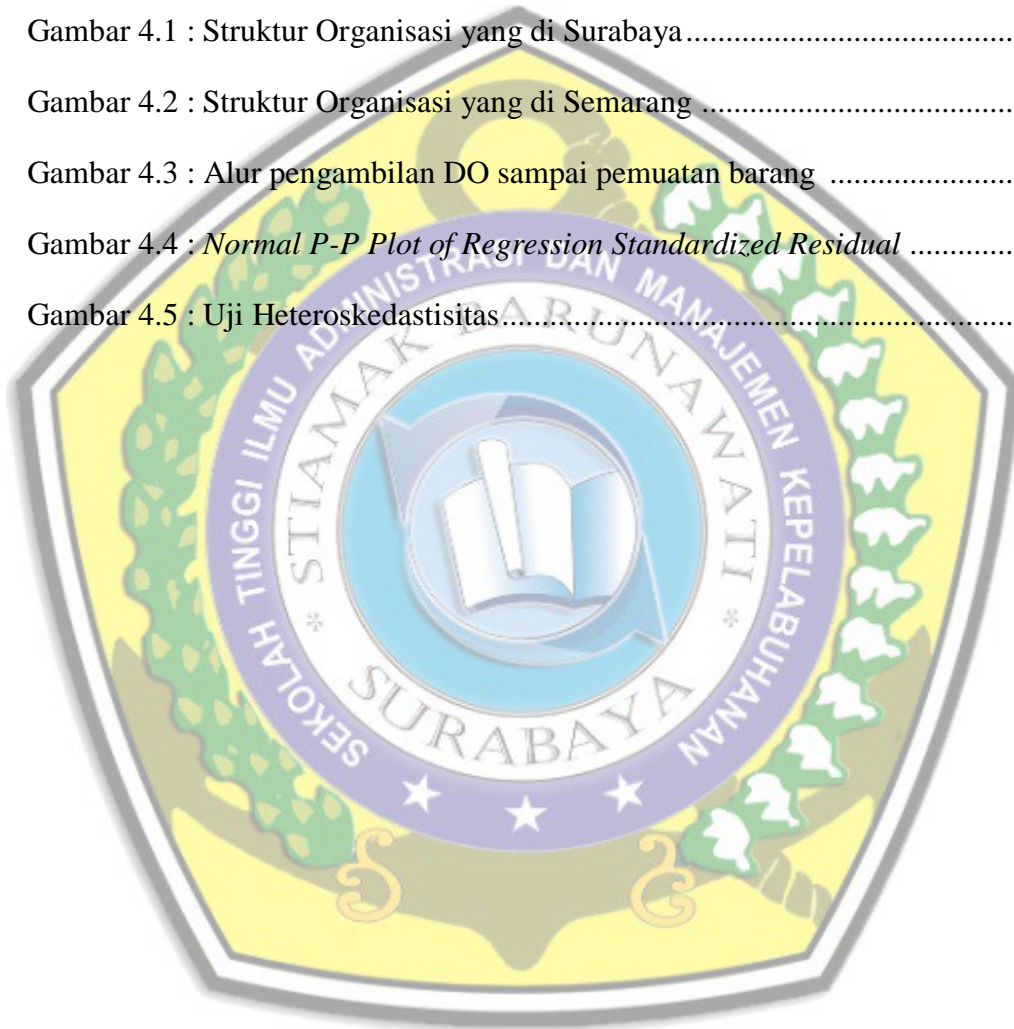 Gambar 4.1 : Struktur Organisasi yang di Surabaya....................................
Gambar 4.2 : Struktur Organisasi yang di Semarang ..................................
Gambar 4.3 : Alur pengambilan DO sampai pemuatan barang ......................
Gambar 4.4 : Normal P-P Plot of Regression Standardized Residual .............
Gambar 4.5 : Uji Heteroskedastisitas.......................................................
SEKOLAH TINGGI ILMU ADMINISTRASI DAN MANAJEMEN KEPELABUHANAN
STIAMAK BARUNAWATI
* SURABAYA *